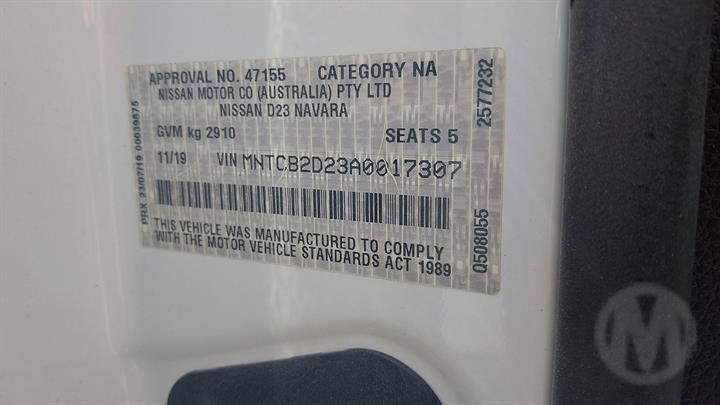 APPROVAL NO. 47155 CATEGORY NA
NISSAN MOTOR CO (AUSTRALIA) PTY LTD
NISSAN D23 NAVARA
GVM kg 2910 SEATS 5
11/19 VIN MNTCB2D23A0017307
THIS VEHICLE WAS MANUFACTURED TO COMPLY
WITH THE MOTOR VEHICLE STANDARDS ACT 1989
PRX 23/07/19 00039875
Q508055 2577232
M